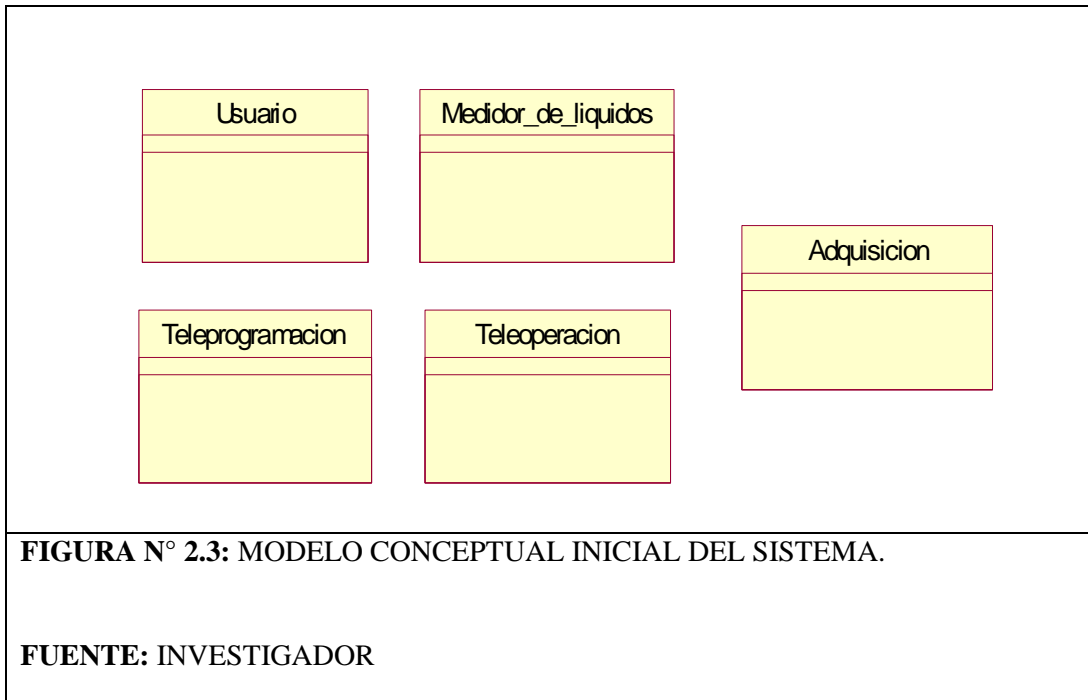 Usuario
Medidor_de_liquidos
Adquisicion
Teleprogramacion
Teleoperacion
FIGURA N° 2.3: MODELO CONCEPTUAL INICIAL DEL SISTEMA.
FUENTE: INVESTIGADOR